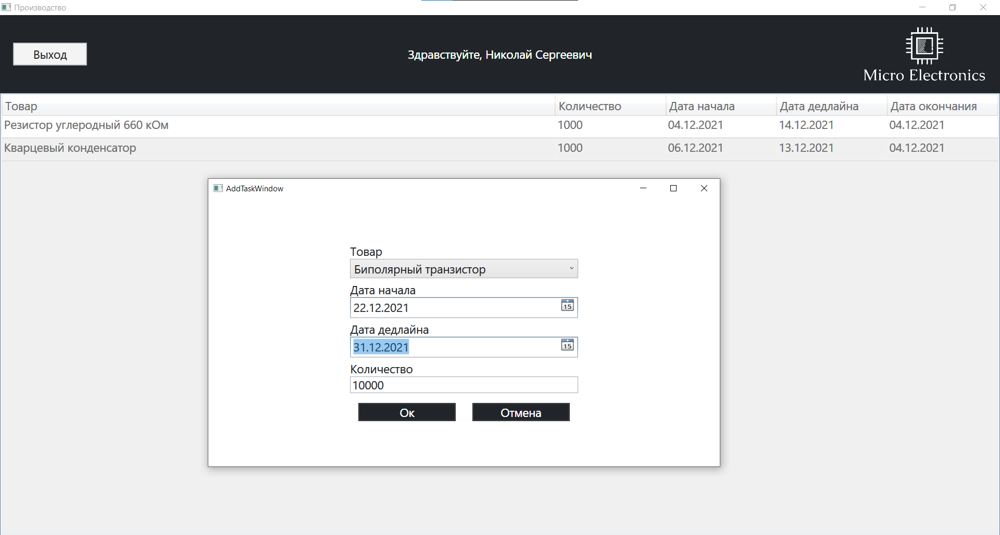 Производство
Выход
Здравствуйте, Николай Сергеевич
Micro Electronics
Товар Количество Дата начала Дата дедлайна Дата окончания
Резистор углеродный 660 кОм 1000 04.12.2021 14.12.2021 04.12.2021
Кварцевый конденсатор 1000 06.12.2021 13.12.2021 04.12.2021
AddTaskWindow
Товар
Биполярный транзистор
Дата начала
22.12.2021 15
Дата дедлайна
31.12.2021 15
Количество
10000
Ок Отмена